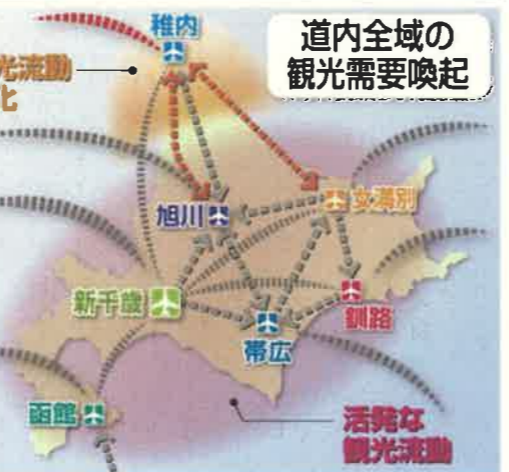 稚内
道内全域の
観光需要喚起
光流動
化
女満別
旭川
新千歳
釧路
帯広
函館
活発な
観光流動